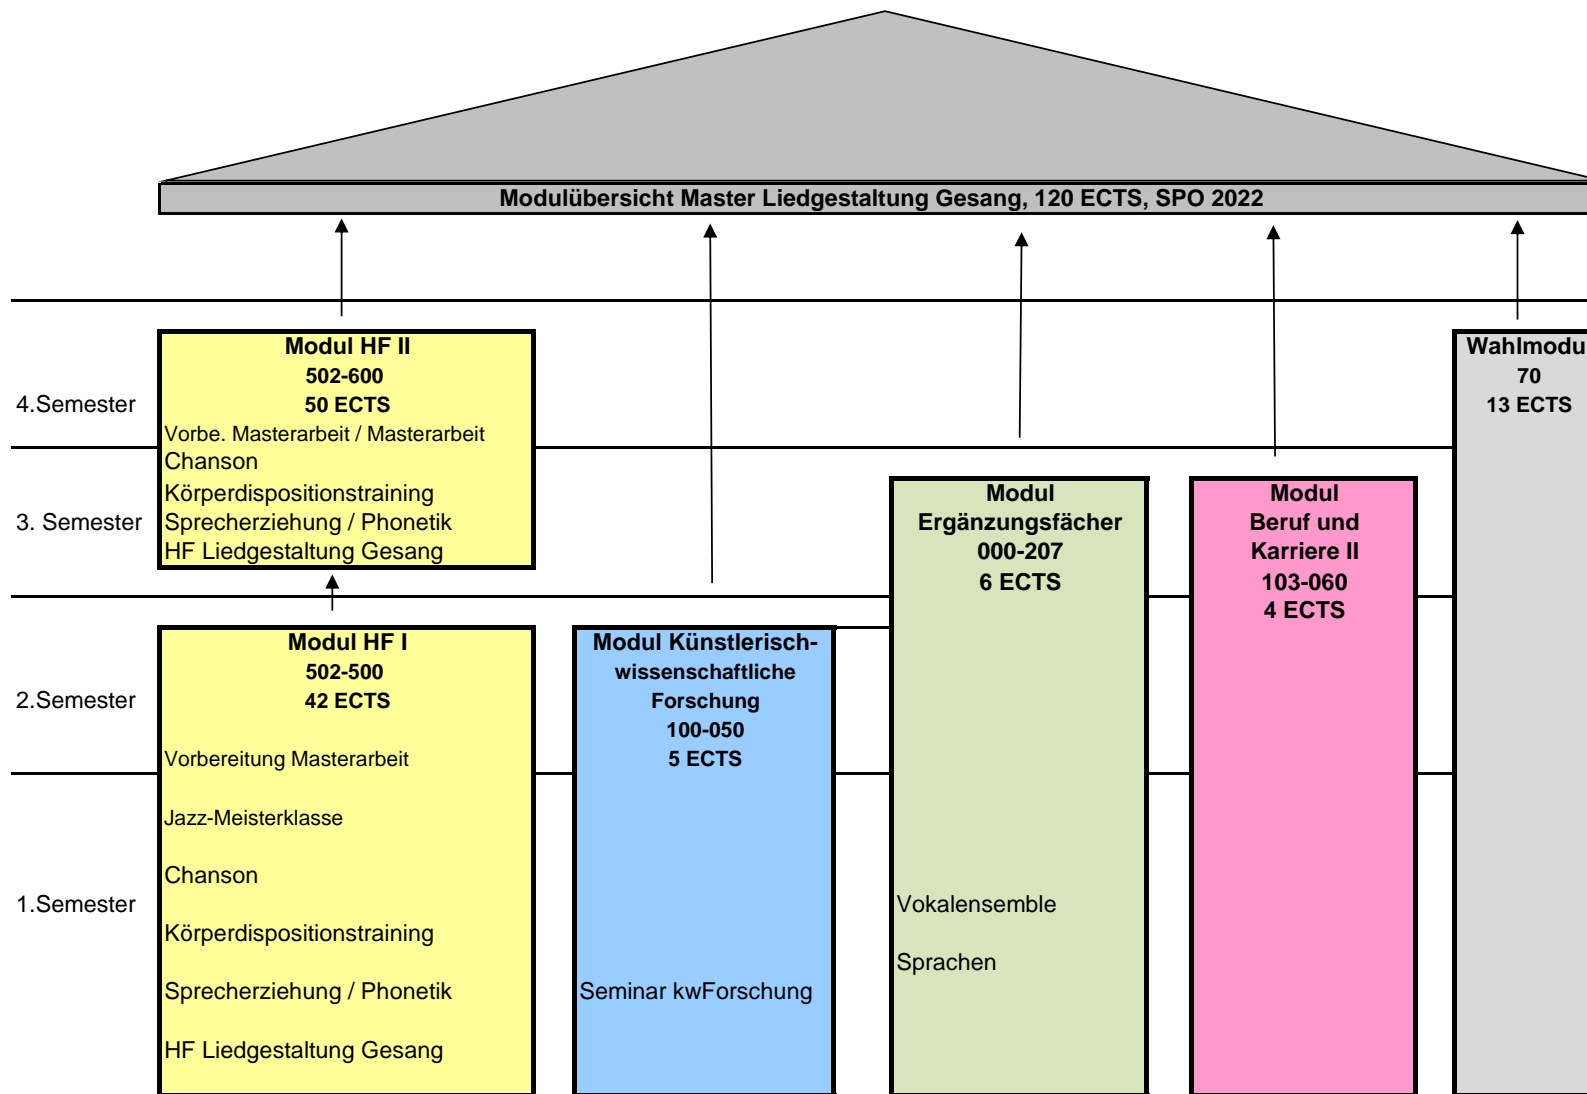 Modulübersicht Master Liedgestaltung Gesang, 120 ECTS, SPO 2022
4.Semester
3. Semester
2.Semester
1.Semester
Modul HF II
502-600
50 ECTS
Vorbe. Masterarbeit / Masterarbeit
Chanson
Körperdispositionstraining
Sprecherziehung / Phonetik
HF Liedgestaltung Gesang
Modul HF I
502-500
42 ECTS
Vorbereitung Masterarbeit
Jazz-Meisterklasse
Chanson
Körperdispositionstraining
Sprecherziehung / Phonetik
HF Liedgestaltung Gesang
Modul Künstlerisch-
wissenschaftliche
Forschung
100-050
5 ECTS
Seminar kwForschung
Modul
Ergänzungsfächer
000-207
6 ECTS
Vokalensemble
Sprachen
Modul
Beruf und
Karriere II
103-060
4 ECTS
Wahlmodu
70
13 ECTS